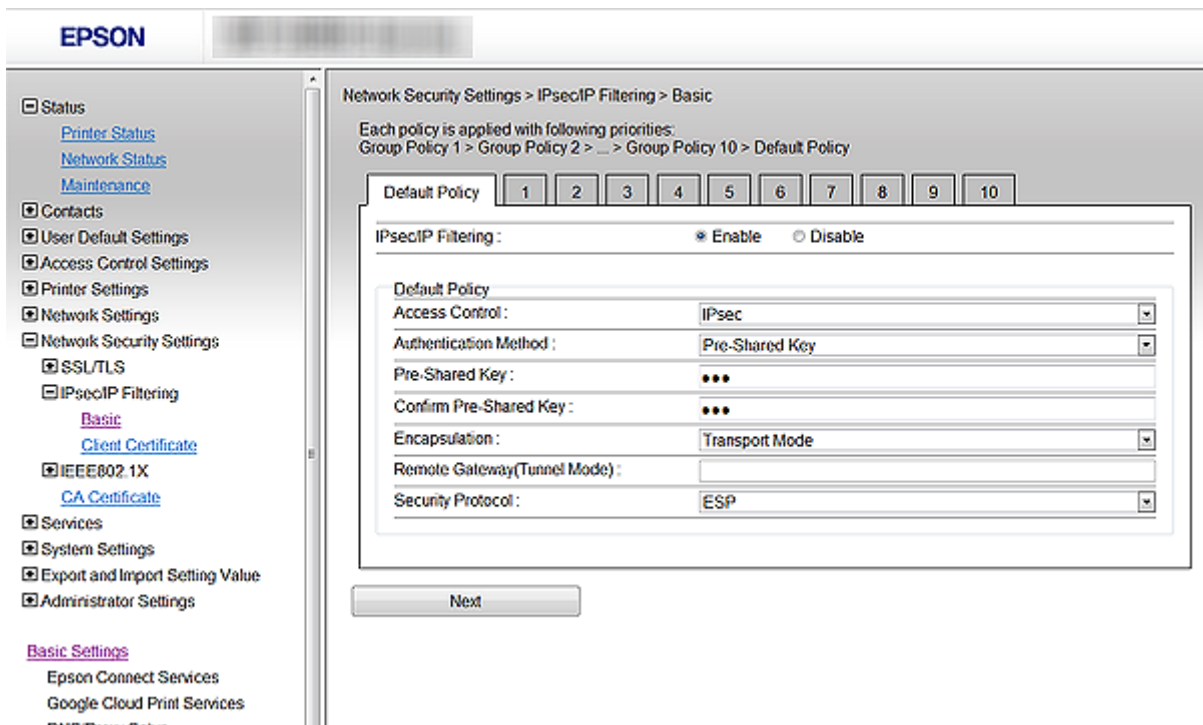 EPSON
Status
Printer Status
Network Status
Maintenance
Contacts
User Default Settings
Access Control Settings
Printer Settings
Network Settings
Network Security Settings
SSL/TLS
IPsec/IP Filtering
Basic
Client Certificate
IEEE802.1X
CA Certificate
Services
System Settings
Export and Import Setting Value
Administrator Settings
Basic Settings
Epson Connect Services
Google Cloud Print Services
Network Security Settings > IPsec/IP Filtering > Basic
Each policy is applied with following priorities:
Group Policy 1 > Group Policy 2 > ... > Group Policy 10 > Default Policy
Default Policy 1 2 3 4 5 6 7 8 9 10
IPsec/IP Filtering : Enable Disable
Default Policy
Access Control : IPsec
Authentication Method : Pre-Shared Key
Pre-Shared Key : •••
Confirm Pre-Shared Key : •••
Encapsulation : Transport Mode
Remote Gateway(Tunnel Mode) :
Security Protocol : ESP
Next